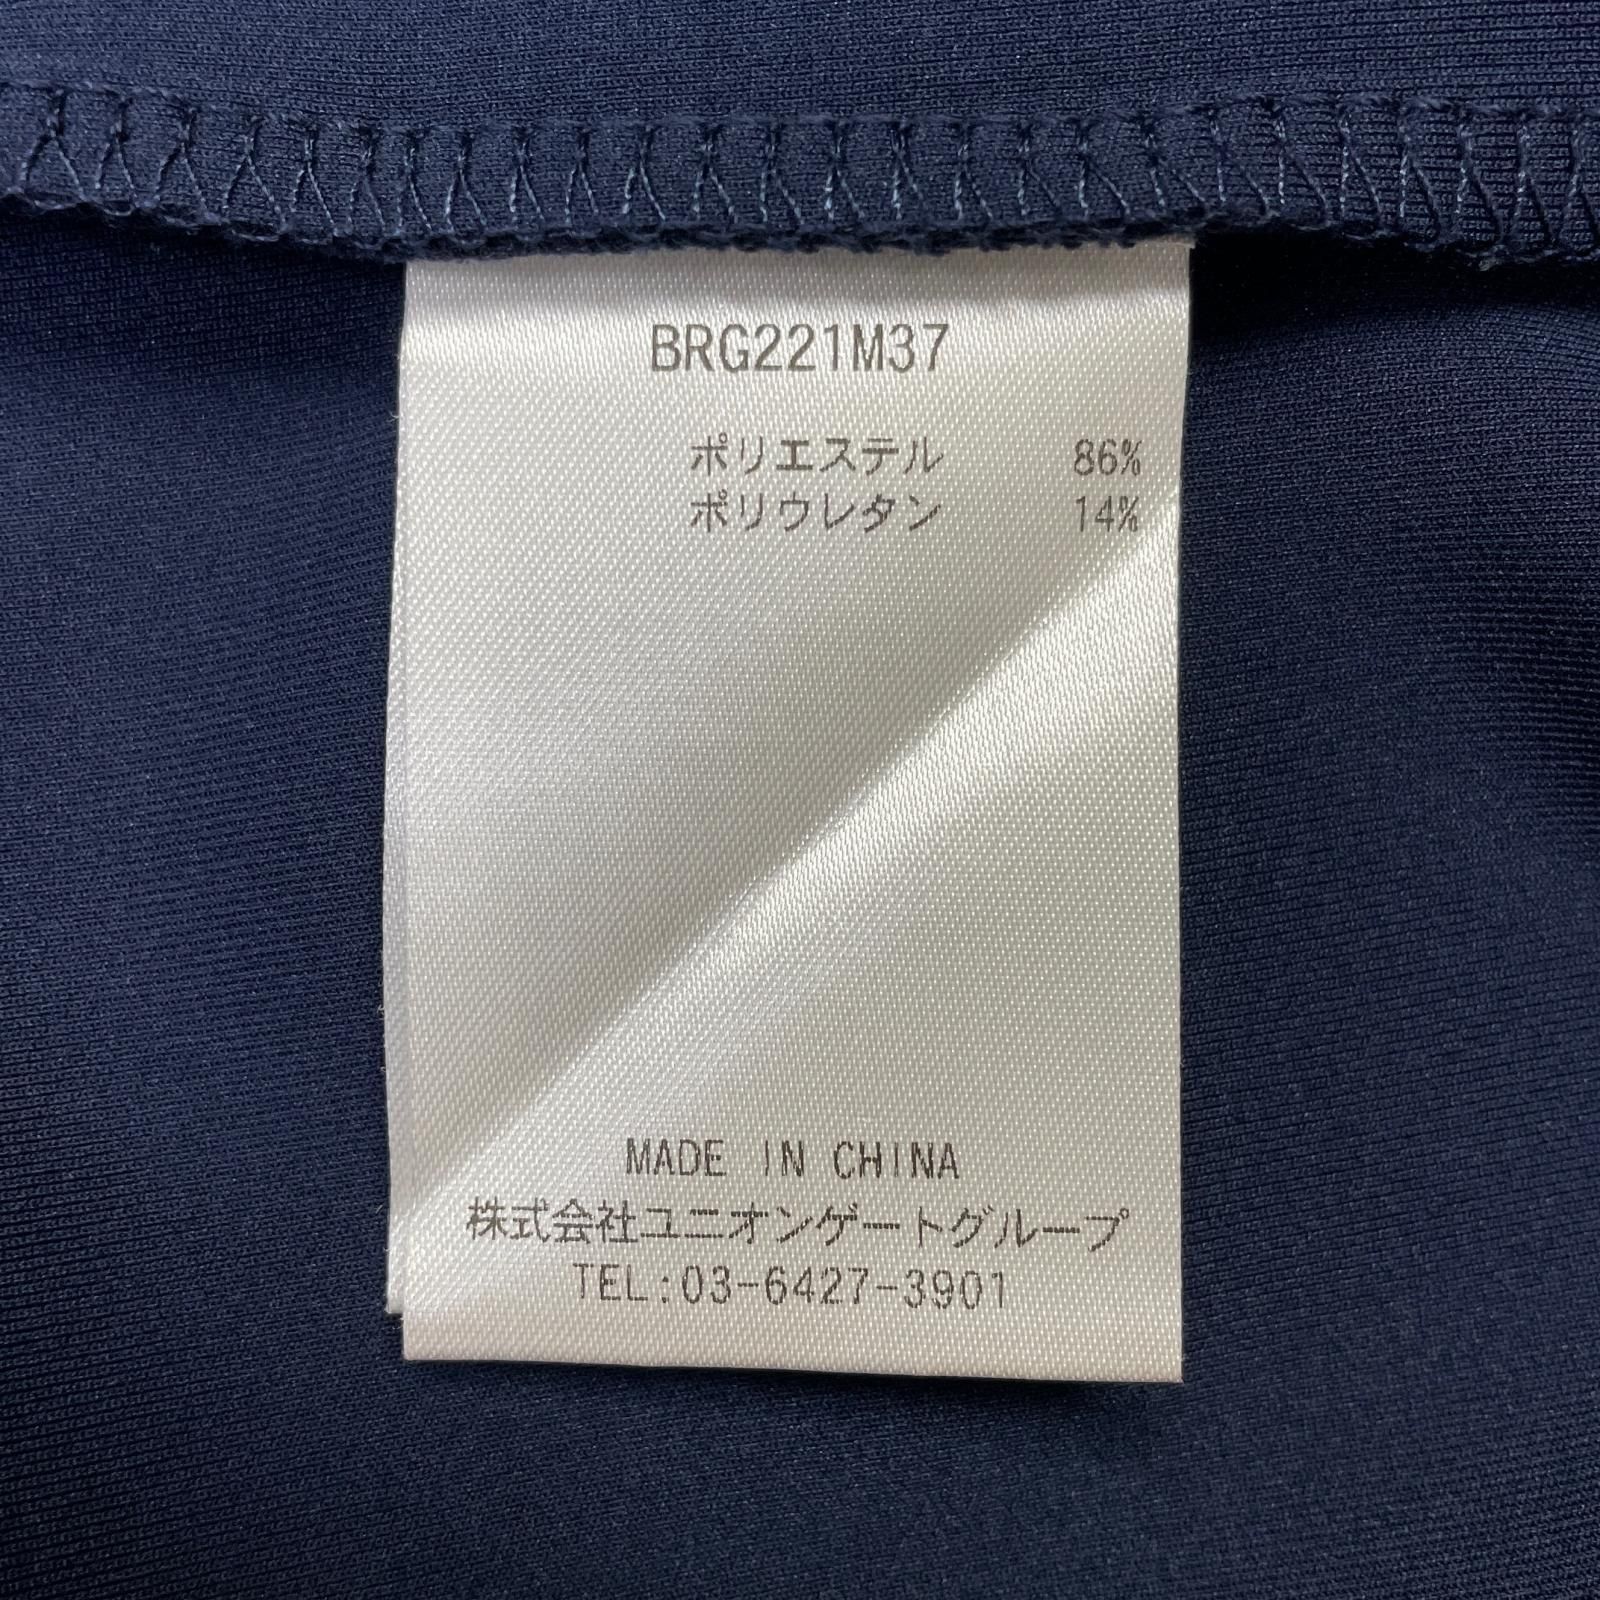 BRG221M37
ポリエステル 86%
ポリウレタン 14%
MADE IN CHINA
株式会社ユニオンゲートグループ
TEL:03-6427-3901